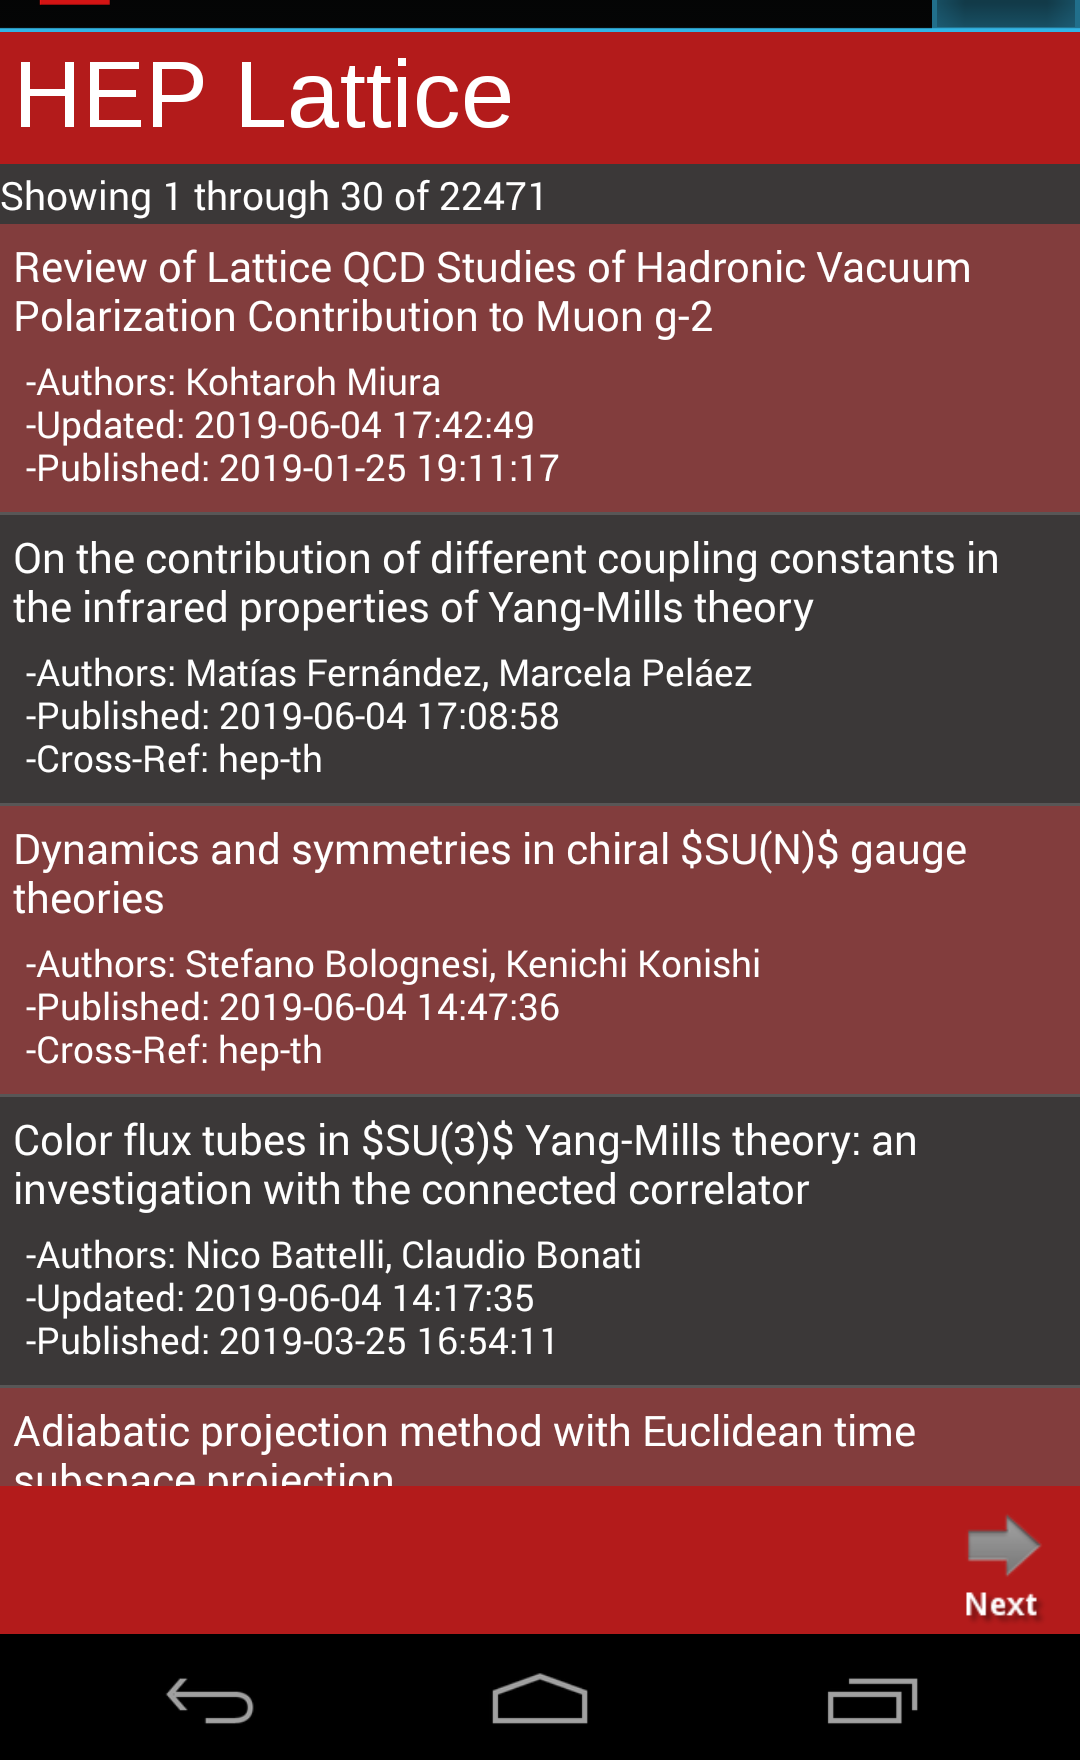 HEP Lattice
Showing 1 through 30 of 22471
Review of Lattice QCD Studies of Hadronic Vacuum
Polarization Contribution to Muon g-2
-Authors: Kohtaroh Miura
-Updated: 2019-06-04 17:42:49
-Published: 2019-01-25 19:11:17
On the contribution of different coupling constants in
the infrared properties of Yang-Mills theory
-Authors: Matías Fernández, Marcela Peláez
-Published: 2019-06-04 17:08:58
-Cross-Ref: hep-th
Dynamics and symmetries in chiral $SU(N)$ gauge
theories
-Authors: Stefano Bolognesi, Kenichi Konishi
-Published: 2019-06-04 14:47:36
-Cross-Ref: hep-th
Color flux tubes in $SU(3)$ Yang-Mills theory: an
investigation with the connected correlator
-Authors: Nico Battelli, Claudio Bonati
-Updated: 2019-06-04 14:17:35
-Published: 2019-03-25 16:54:11
Adiabatic projection method with Euclidean time
subspace projection
Next